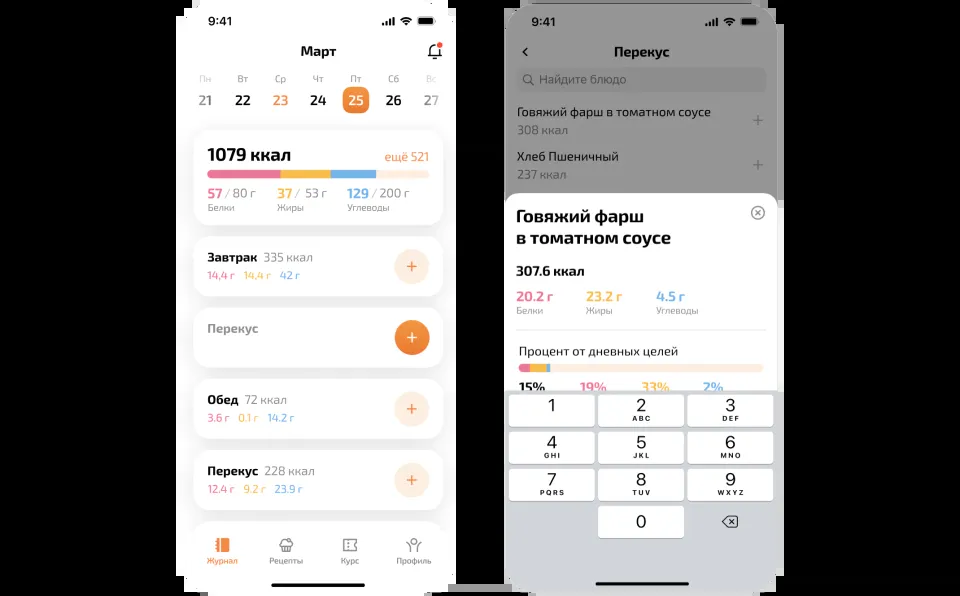 9:41
Март
Пн Вт Ср Чт Пт Сб Вс
21 22 23 24 25 26 27
1079 ккал ещё 521
57 / 80 г 37 / 53 г 129 / 200 г
Белки Жиры Углеводы
Завтрак 335 ккал
14,4 г 14,4 г 42 г
Перекус
Обед 72 ккал
3.6 г 0.1 г 14.2 г
Перекус 228 ккал
12.4 г 9.2 г 23.9 г
Журнал Рецепты Курс Профиль
9:41
Перекус
Найдите блюдо
Говяжий фарш в томатном соусе
308 ккал
Хлеб Пшеничный
237 ккал
Говяжий фарш
в томатном соусе
307.6 ккал
20.2 г 23.2 г 4.5 г
Белки Жиры Углеводы
Процент от дневных целей
15% 19% 33% 2%
1 2 3
ABC DEF
4 5 6
GHI JKL MNO
7 8 9
PQRS TUV WXYZ
0